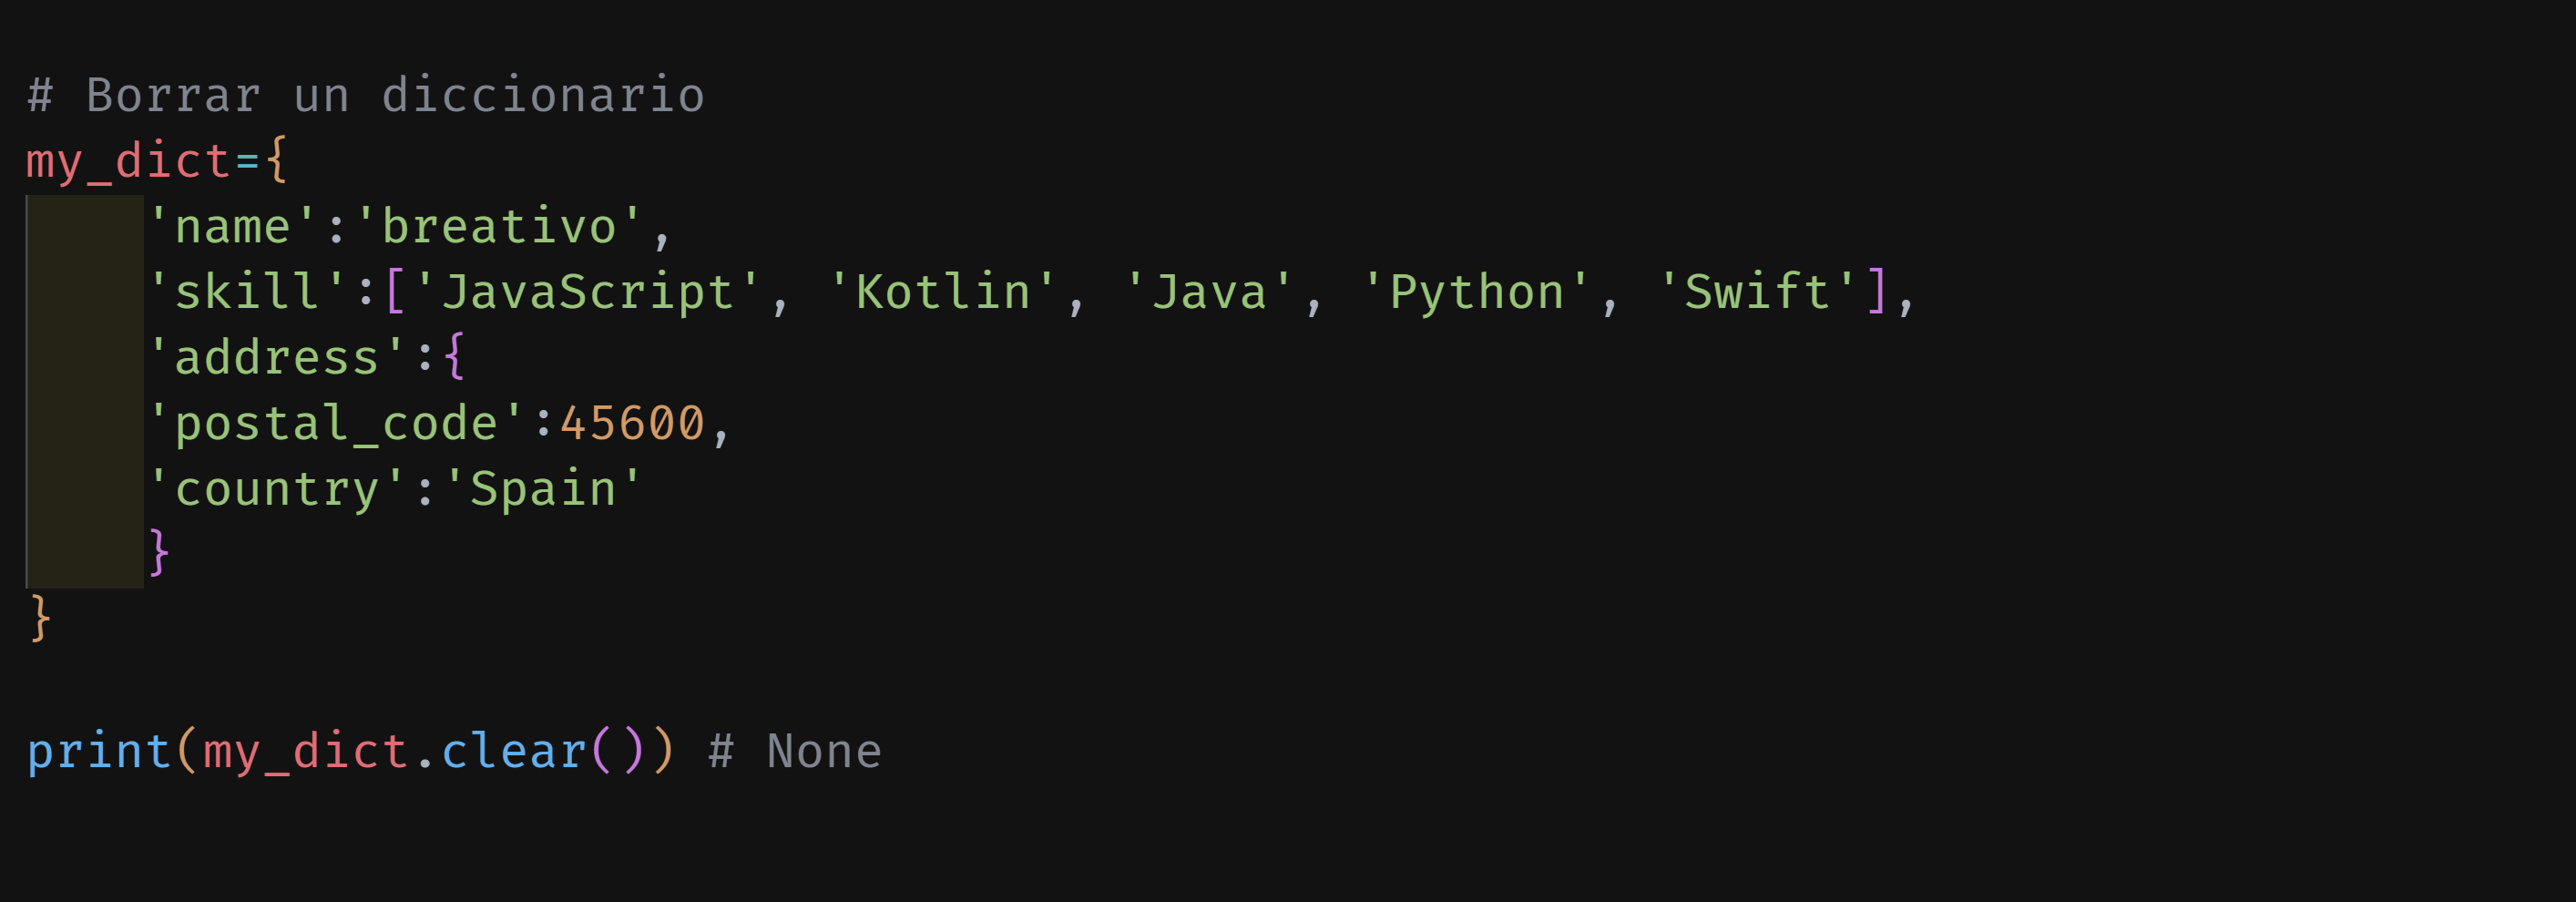 # Borrar un diccionario
my_dict={
    'name':'breativo',
    'skill':['JavaScript', 'Kotlin', 'Java', 'Python', 'Swift'],
    'address':{
    'postal_code':45600,
    'country':'Spain'
    }
}
print(my_dict.clear()) # None